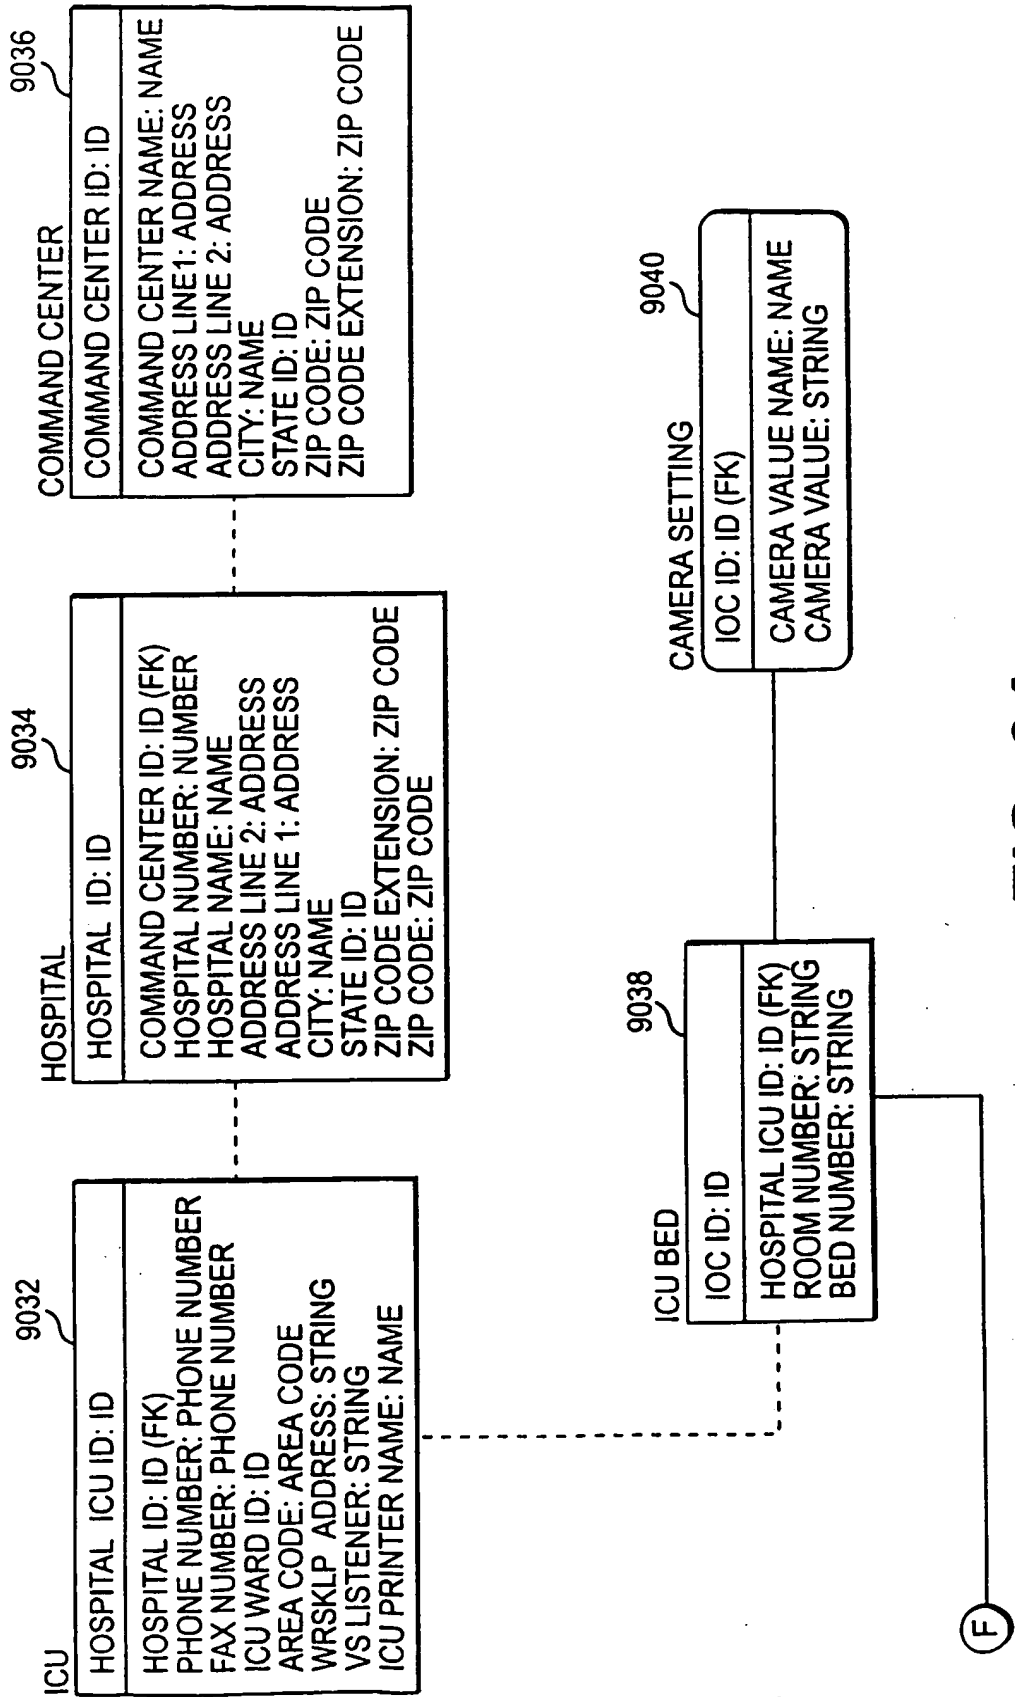 ICU
9032
HOSPITAL ICU ID: ID
HOSPITAL ID: ID (FK)
PHONE NUMBER: PHONE NUMBER
FAX NUMBER: PHONE NUMBER
ICU WARD ID: ID
AREA CODE: AREA CODE
WRSKLP ADDRESS: STRING
VS LISTENER: STRING
ICU PRINTER NAME: NAME
HOSPITAL
9034
HOSPITAL ID: ID
COMMAND CENTER ID: ID (FK)
HOSPITAL NUMBER: NUMBER
HOSPITAL NAME: NAME
ADDRESS LINE 2: ADDRESS
ADDRESS LINE 1: ADDRESS
CITY: NAME
STATE ID: ID
ZIP CODE EXTENSION: ZIP CODE
ZIP CODE: ZIP CODE
COMMAND CENTER
9036
COMMAND CENTER ID: ID
COMMAND CENTER NAME: NAME
ADDRESS LINE1: ADDRESS
ADDRESS LINE 2: ADDRESS
CITY: NAME
STATE ID: ID
ZIP CODE: ZIP CODE
ZIP CODE EXTENSION: ZIP CODE
ICU BED
9038
IOC ID: ID
HOSPITAL ICU ID: ID (FK)
ROOM NUMBER: STRING
BED NUMBER: STRING
CAMERA SETTING
9040
IOC ID: ID (FK)
CAMERA VALUE NAME: NAME
CAMERA VALUE: STRING
F